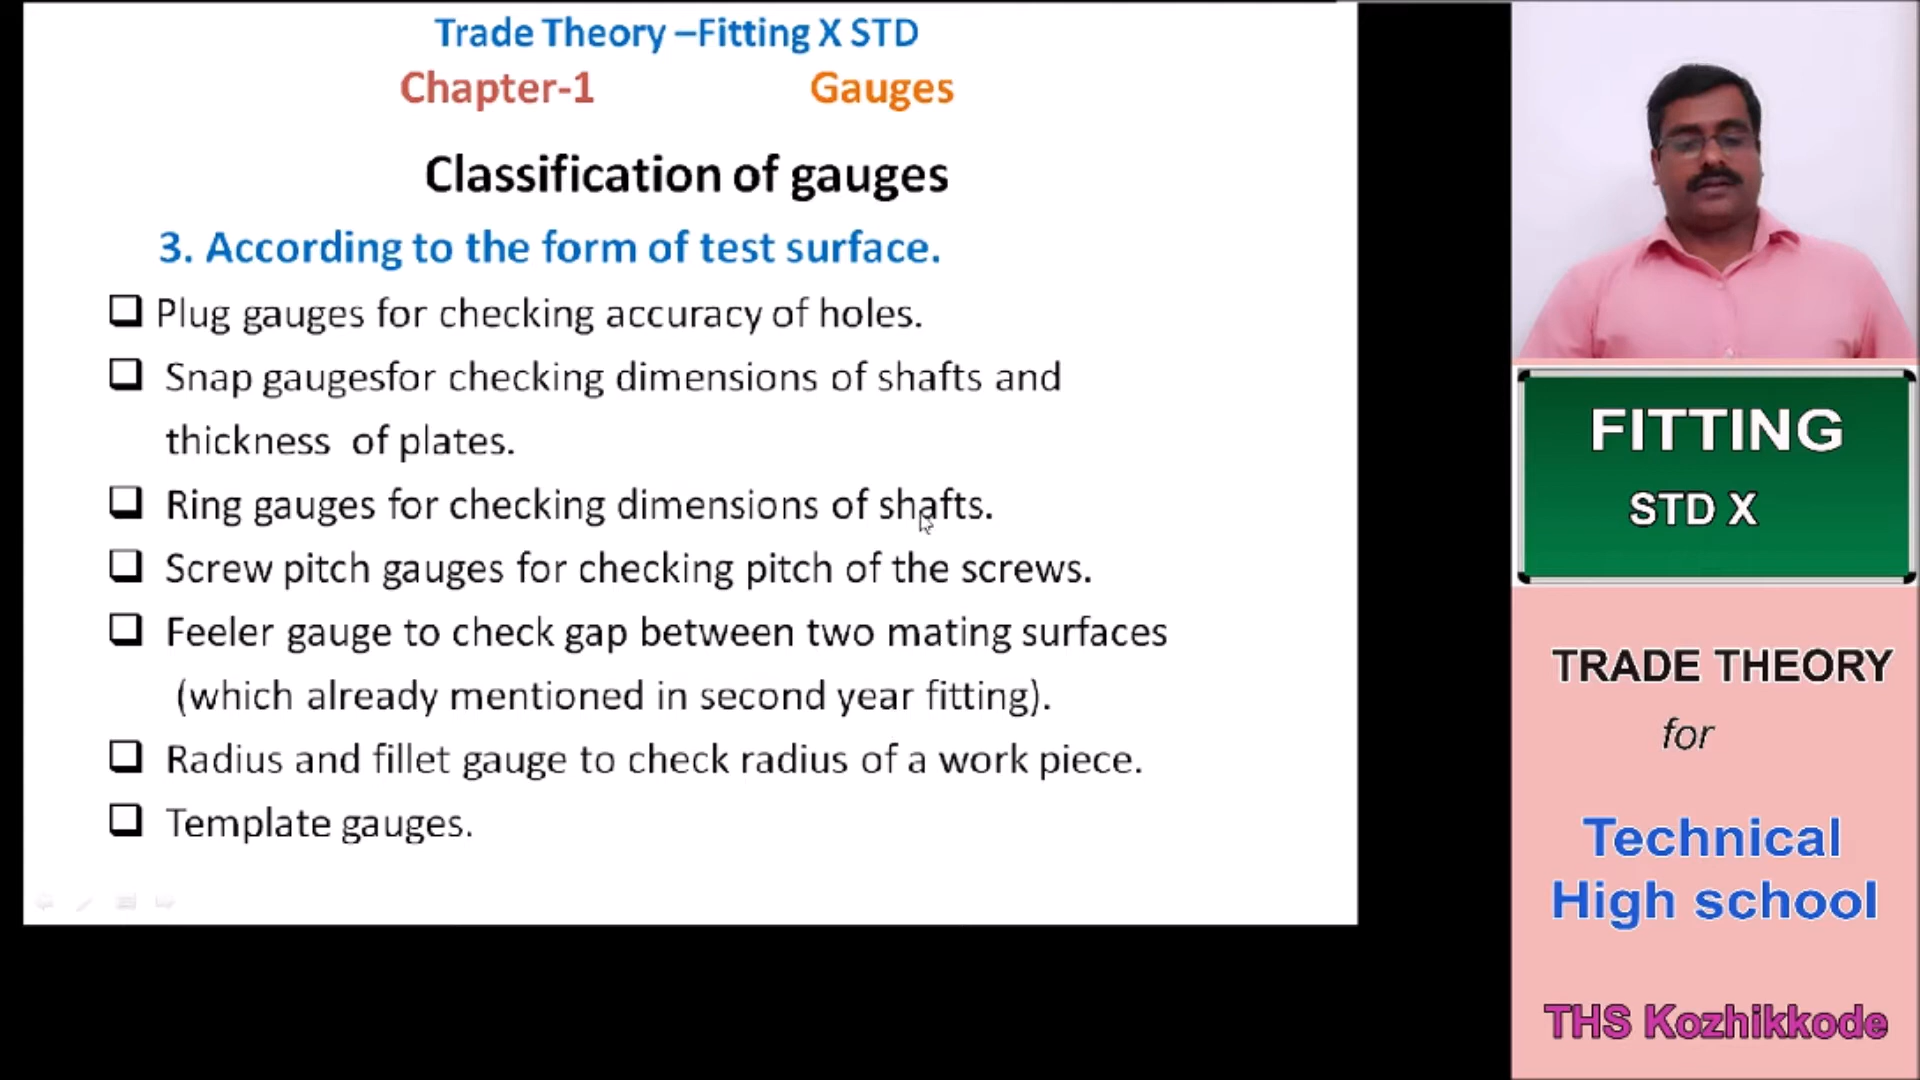 Trade Theory –Fitting X STD
Chapter-1 Gauges
Classification of gauges
3. According to the form of test surface.
Plug gauges for checking accuracy of holes.
Snap gaugesfor checking dimensions of shafts and
thickness of plates.
Ring gauges for checking dimensions of shafts.
Screw pitch gauges for checking pitch of the screws.
Feeler gauge to check gap between two mating surfaces
(which already mentioned in second year fitting).
Radius and fillet gauge to check radius of a work piece.
Template gauges.
FITTING
STD X
TRADE THEORY
for
Technical
High school
THS Kozhikkode